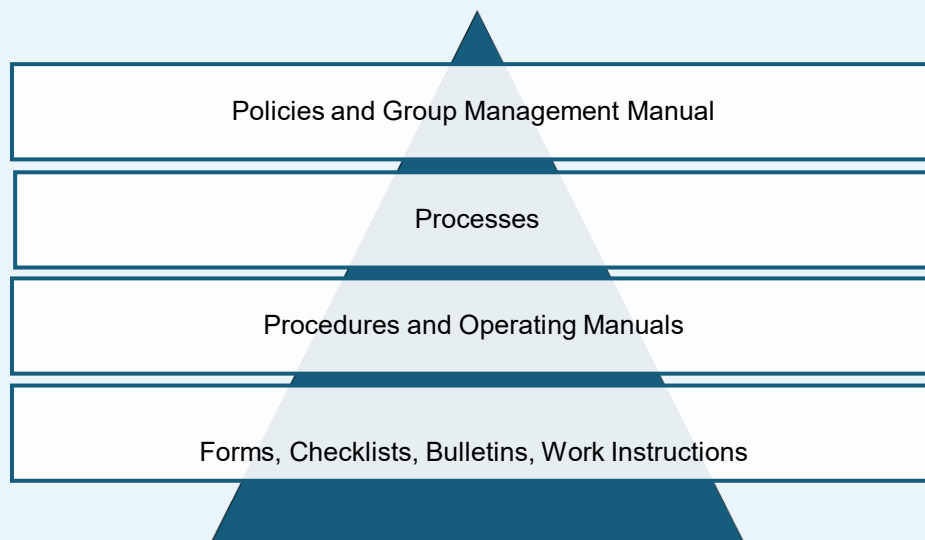 Policies and Group Management Manual
Processes
Procedures and Operating Manuals
Forms, Checklists, Bulletins, Work Instructions